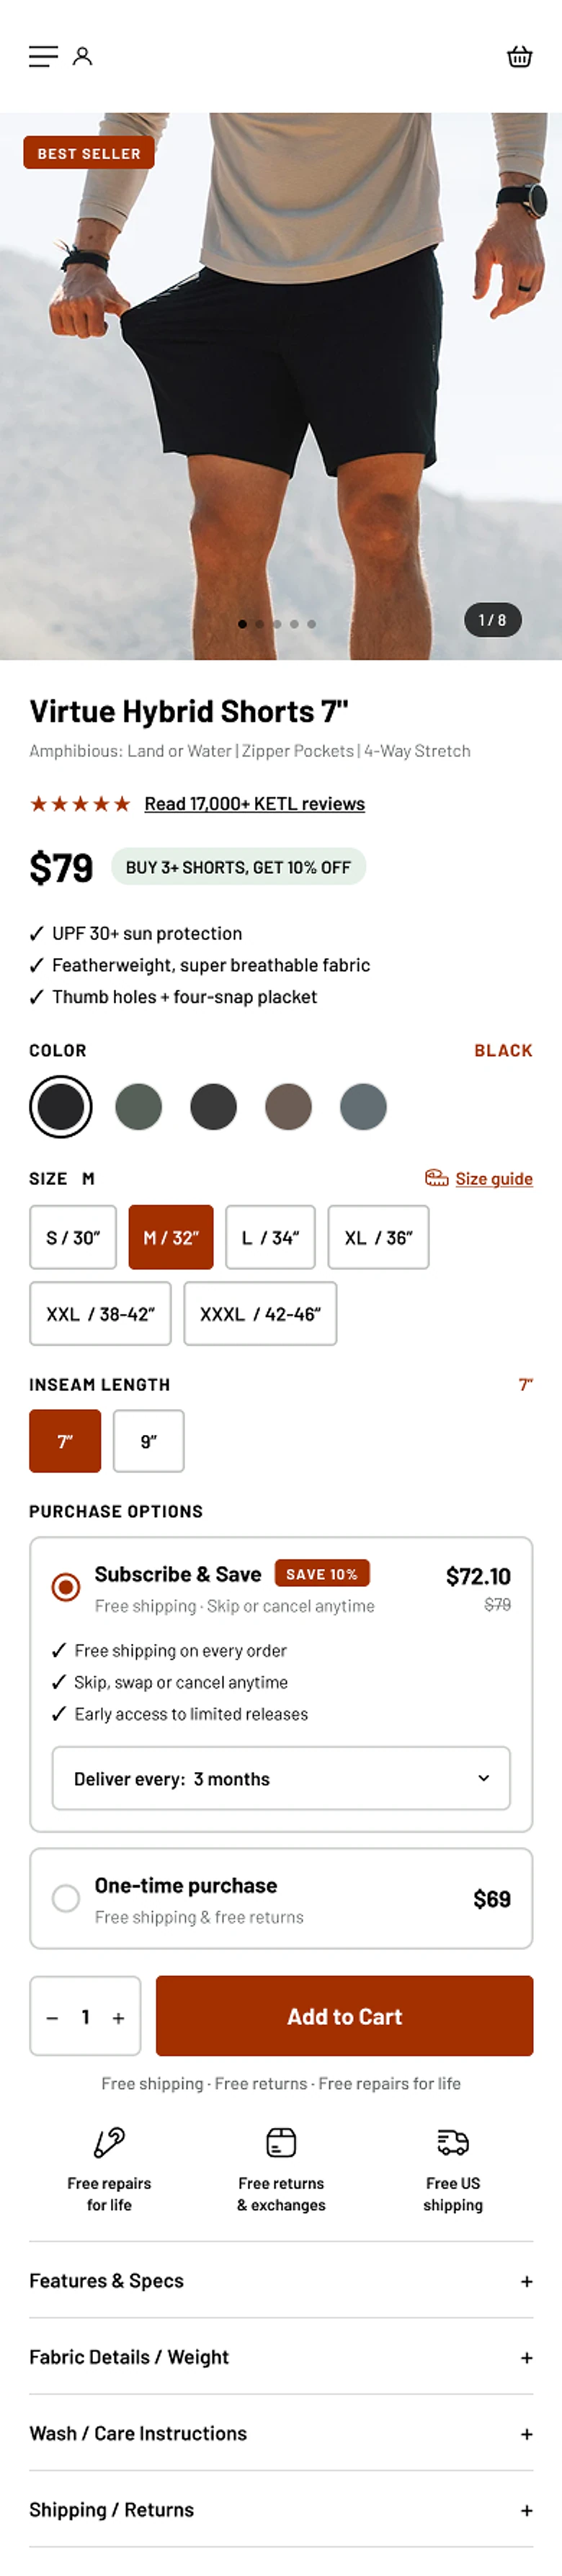 BEST SELLER
1 / 8
Virtue Hybrid Shorts 7"
Amphibious: Land or Water | Zipper Pockets | 4-Way Stretch
★★★★★ Read 17,000+ KETL reviews
$79 BUY 3+ SHORTS, GET 10% OFF
✓ UPF 30+ sun protection
✓ Featherweight, super breathable fabric
✓ Thumb holes + four-snap placket
COLOR BLACK
SIZE M Size guide
S / 30” M / 32” L / 34” XL / 36”
XXL / 38-42” XXXL / 42-46”
INSEAM LENGTH 7”
7” 9”
PURCHASE OPTIONS
Subscribe & Save SAVE 10% $72.10
Free shipping · Skip or cancel anytime $79
✓ Free shipping on every order
✓ Skip, swap or cancel anytime
✓ Early access to limited releases
Deliver every: 3 months
One-time purchase $69
Free shipping & free returns
− 1 + Add to Cart
Free shipping · Free returns · Free repairs for life
Free repairs Free returns Free US
for life & exchanges shipping
Features & Specs +
Fabric Details / Weight +
Wash / Care Instructions +
Shipping / Returns +